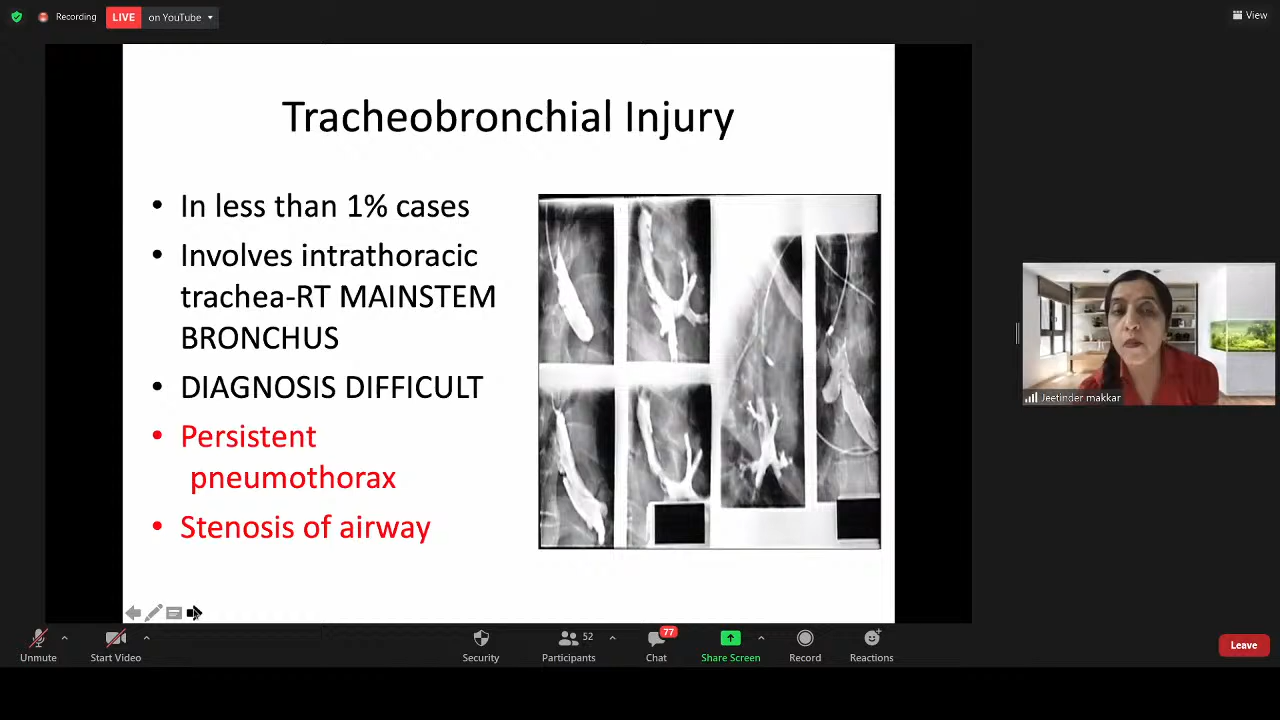 Recording
LIVE
on YouTube
View
Tracheobronchial Injury
• In less than 1% cases
• Involves intrathoracic
trachea-RT MAINSTEM
BRONCHUS
• DIAGNOSIS DIFFICULT
• Persistent
pneumothorax
• Stenosis of airway
Jeetinder makkar
Unmute
Start Video
Security
Participants
52
Chat
77
Share Screen
Record
Reactions
Leave